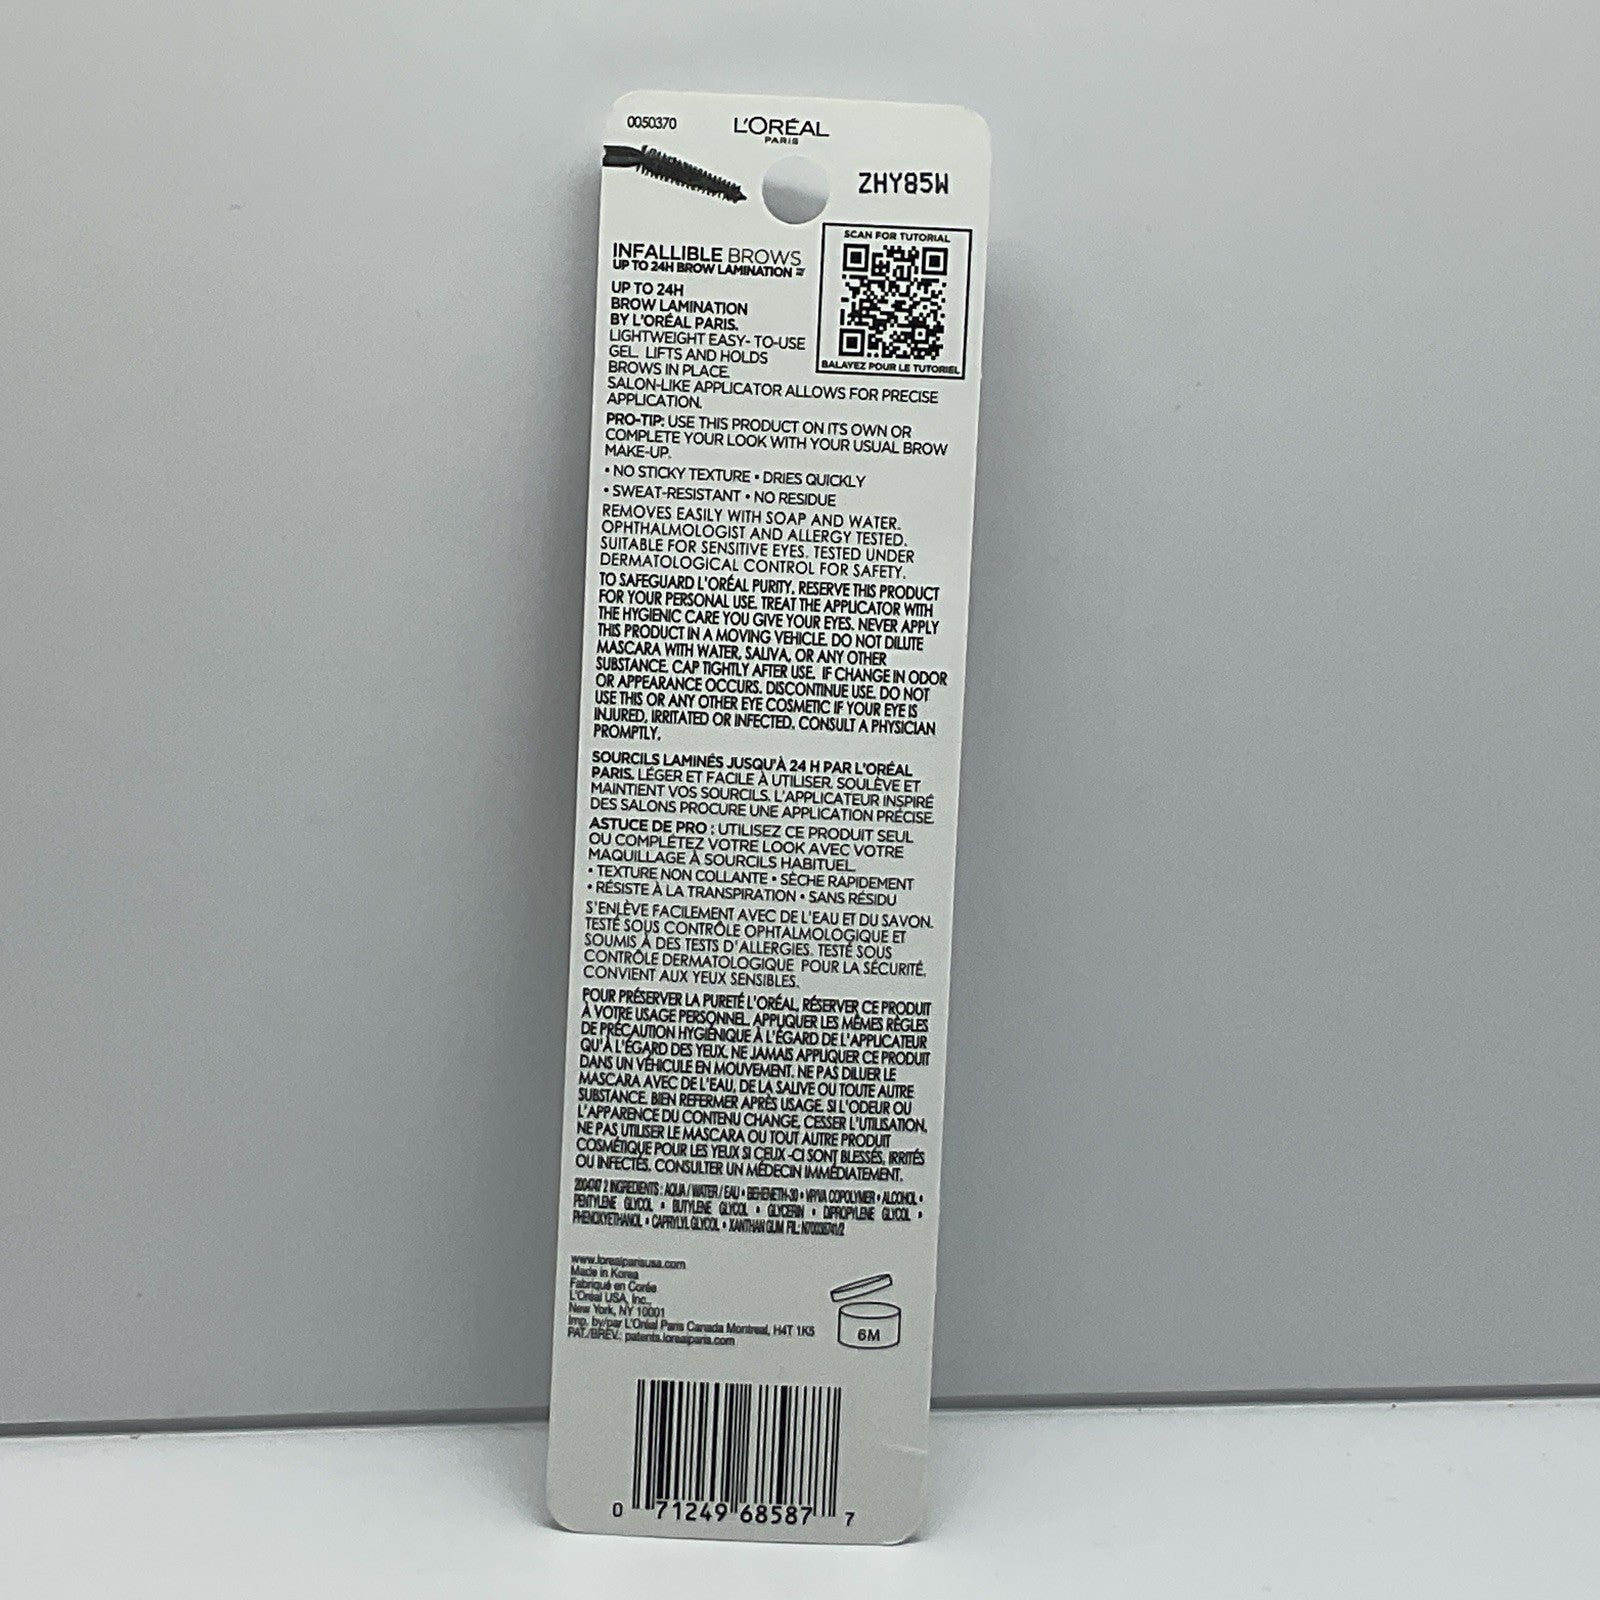 0050370
L'ORÉAL
PARIS
ZHY85W
SCAN FOR TUTORIAL
BALAYEZ POUR LE TUTORIEL
INFALLIBLE BROWS
UP TO 24H BROW LAMINATION
UP TO 24H
BROW LAMINATION
BY L'ORÉAL PARIS.
LIGHTWEIGHT EASY- TO-USE
GEL. LIFTS AND HOLDS
BROWS IN PLACE.
SALON-LIKE APPLICATOR ALLOWS FOR PRECISE
APPLICATION.
PRO-TIP: USE THIS PRODUCT ON ITS OWN OR
COMPLETE YOUR LOOK WITH YOUR USUAL BROW
MAKE-UP.
• NO STICKY TEXTURE • DRIES QUICKLY
• SWEAT-RESISTANT • NO RESIDUE
REMOVES EASILY WITH SOAP AND WATER.
OPHTHALMOLOGIST AND ALLERGY TESTED.
SUITABLE FOR SENSITIVE EYES. TESTED UNDER
DERMATOLOGICAL CONTROL FOR SAFETY.
TO SAFEGUARD L'ORÉAL PURITY, RESERVE THIS PRODUCT
FOR YOUR PERSONAL USE. TREAT THE APPLICATOR WITH
THE HYGIENIC CARE YOU GIVE YOUR EYES. NEVER APPLY
THIS PRODUCT IN A MOVING VEHICLE. DO NOT DILUTE
MASCARA WITH WATER, SALIVA, OR ANY OTHER
SUBSTANCE. CAP TIGHTLY AFTER USE. IF CHANGE IN ODOR
OR APPEARANCE OCCURS, DISCONTINUE USE. DO NOT
USE THIS OR ANY OTHER EYE COSMETIC IF YOUR EYE IS
INJURED, IRRITATED OR INFECTED. CONSULT A PHYSICIAN
PROMPTLY.
SOURCILS LAMINÉS JUSQU'À 24 H PAR L'ORÉAL
PARIS. LÉGER ET FACILE À UTILISER. SOULÈVE ET
MAINTIENT VOS SOURCILS. L'APPLICATEUR INSPIRÉ
DES SALONS PROCURE UNE APPLICATION PRÉCISE.
ASTUCE DE PRO : UTILISEZ CE PRODUIT SEUL
OU COMPLÉTEZ VOTRE LOOK AVEC VOTRE
MAQUILLAGE À SOURCILS HABITUEL.
• TEXTURE NON COLLANTE • SÈCHE RAPIDEMENT
• RÉSISTE À LA TRANSPIRATION • SANS RÉSIDU
S'ENLÈVE FACILEMENT AVEC DE L'EAU ET DU SAVON.
TESTÉ SOUS CONTRÔLE OPHTALMOLOGIQUE ET
SOUMIS À DES TESTS D'ALLERGIES. TESTÉ SOUS
CONTRÔLE DERMATOLOGIQUE POUR LA SÉCURITÉ.
CONVIENT AUX YEUX SENSIBLES.
POUR PRÉSERVER LA PURETÉ L'ORÉAL, RÉSERVER CE PRODUIT
À VOTRE USAGE PERSONNEL. APPLIQUER LES MÊMES RÈGLES
DE PRÉCAUTION HYGIÉNIQUE À L'ÉGARD DE L'APPLICATEUR
QU'À L'ÉGARD DES YEUX. NE JAMAIS APPLIQUER CE PRODUIT
DANS UN VÉHICULE EN MOUVEMENT. NE PAS DILUER LE
MASCARA AVEC DE L'EAU, DE LA SALIVE OU TOUTE AUTRE
SUBSTANCE. BIEN REFERMER APRÈS USAGE. SI L'ODEUR OU
L'APPARENCE DU CONTENU CHANGE, CESSER L'UTILISATION.
NE PAS UTILISER LE MASCARA OU TOUT AUTRE PRODUIT
COSMÉTIQUE POUR LES YEUX SI CEUX -CI SONT BLESSÉS, IRRITÉS
OU INFECTÉS. CONSULTER UN MÉDECIN IMMÉDIATEMENT.
2004747 2 INGREDIENTS : AQUA / WATER / EAU • BEHENETH-30 • VP/VA COPOLYMER • ALCOHOL •
PENTYLENE GLYCOL • BUTYLENE GLYCOL • GLYCERIN • DIPROPYLENE GLYCOL •
PHENOXYETHANOL • CAPRYLYL GLYCOL • XANTHAN GUM
www.lorealparisusa.com
Made in Korea
Fabriqué en Corée
L'Oréal USA, Inc.,
New York, NY 10001
Imp. by/par L'Oréal Paris Canada Montreal, H4T 1K5
PAT./BREV.: patents.lorealparis.com
6M
0 71249 68587 7